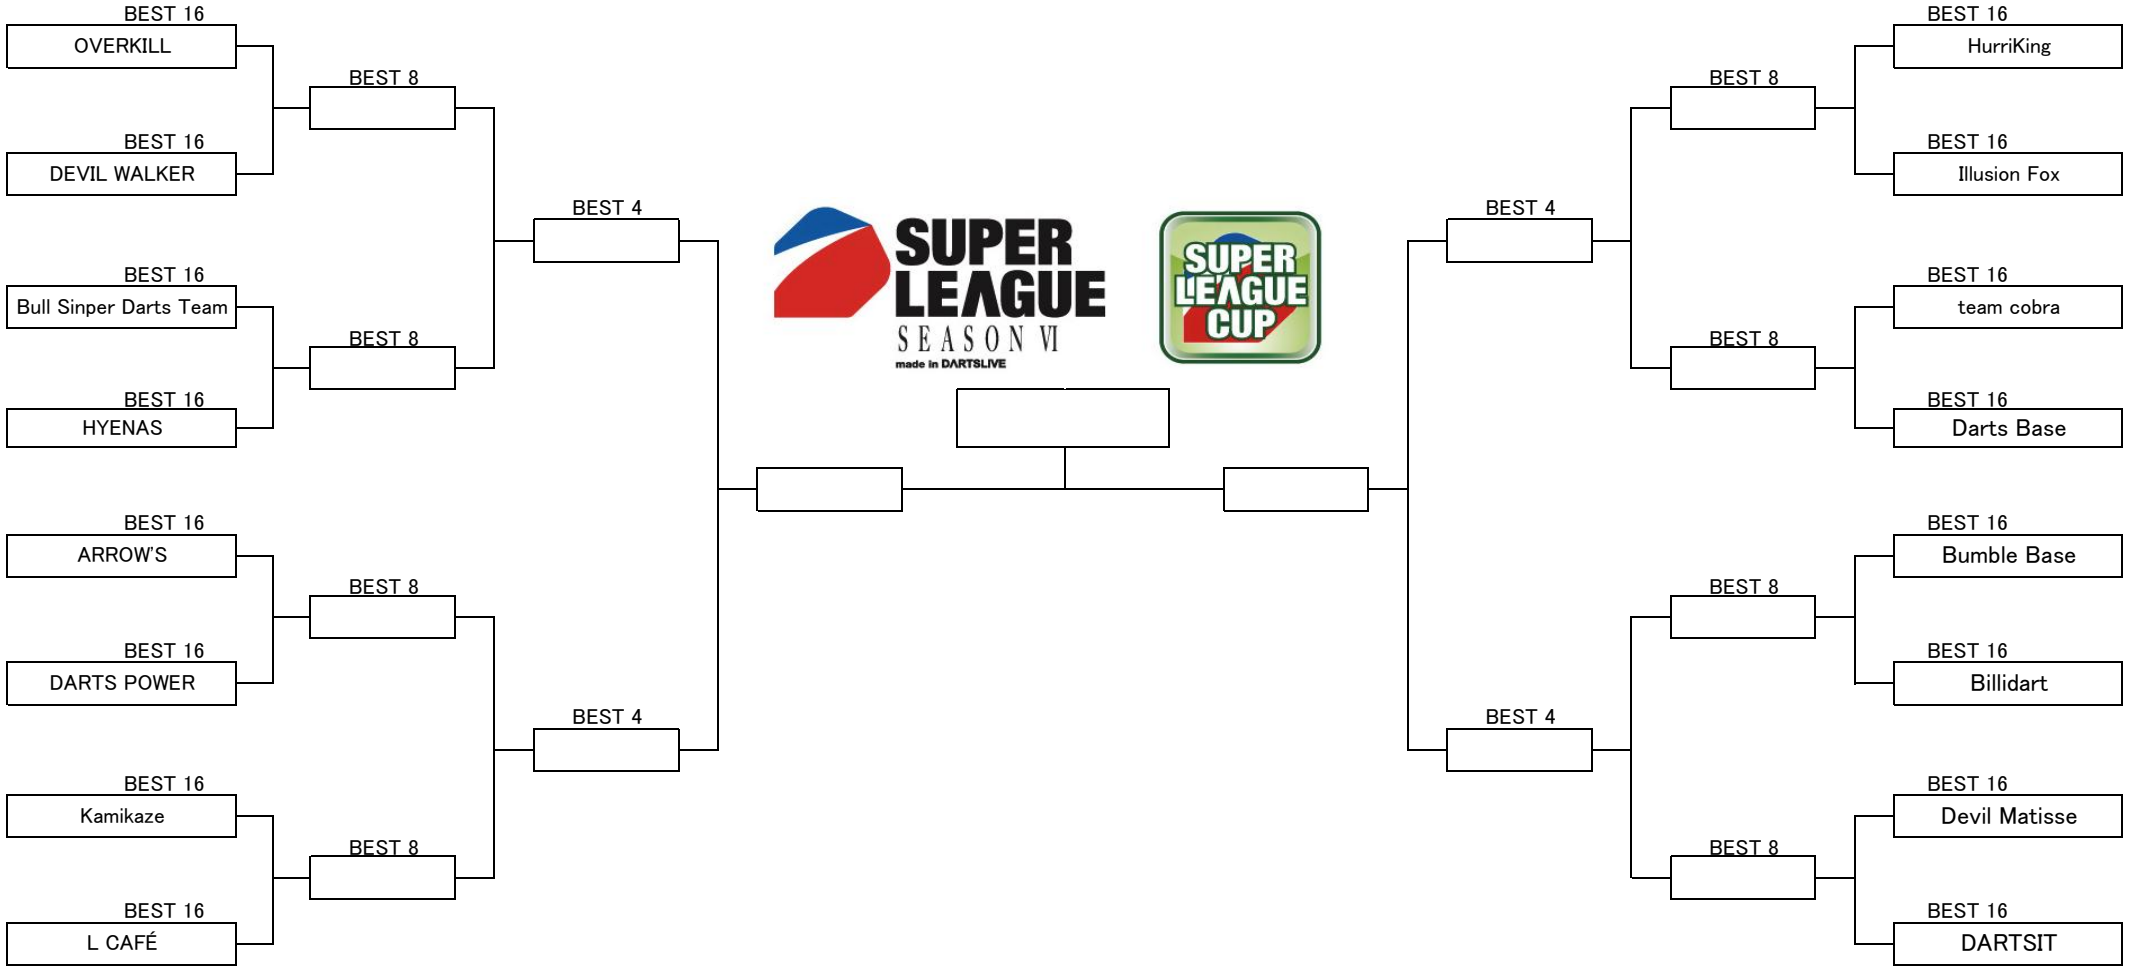 BEST 16
OVERKILL
BEST 8
BEST 16
DEVIL WALKER
BEST 4
BEST 16
Bull Sinper Darts Team
BEST 8
BEST 16
HYENAS
BEST 16
ARROW'S
BEST 8
BEST 16
DARTS POWER
BEST 4
BEST 16
Kamikaze
BEST 8
BEST 16
L CAFÉ
SUPER
LEAGUE
SEASON VI
made in DARTSLIVE
SUPER
LEAGUE
CUP
BEST 16
HurriKing
BEST 8
BEST 16
Illusion Fox
BEST 4
BEST 16
team cobra
BEST 8
BEST 16
Darts Base
BEST 16
Bumble Base
BEST 8
BEST 16
Billidart
BEST 4
BEST 16
Devil Matisse
BEST 8
BEST 16
DARTSIT